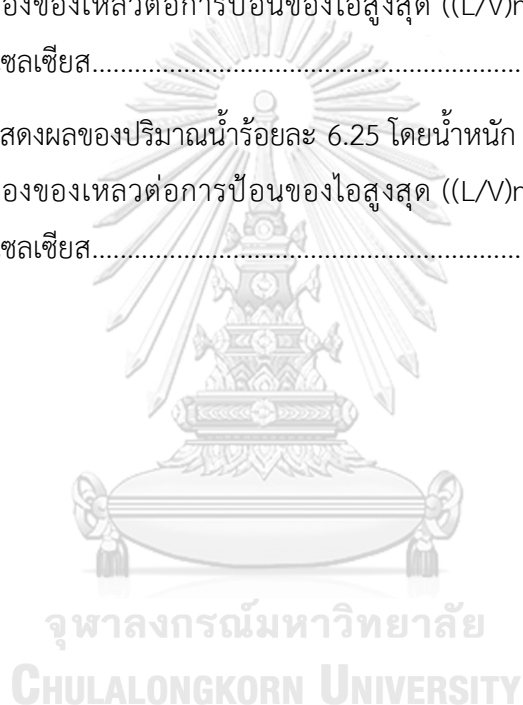 องของเหลวต่อการป้อนของไอสูงสุด ((L/V)
ซลเซียส........................................................................
สดงผลของปริมาณน้ำร้อยละ 6.25 โดยน้ำหนัก
องของเหลวต่อการป้อนของไอสูงสุด ((L/V)
ซลเซียส........................................................................
จุฬาลงกรณ์มหาวิทยาลัย
CHULALONGKORN UNIVERSITY